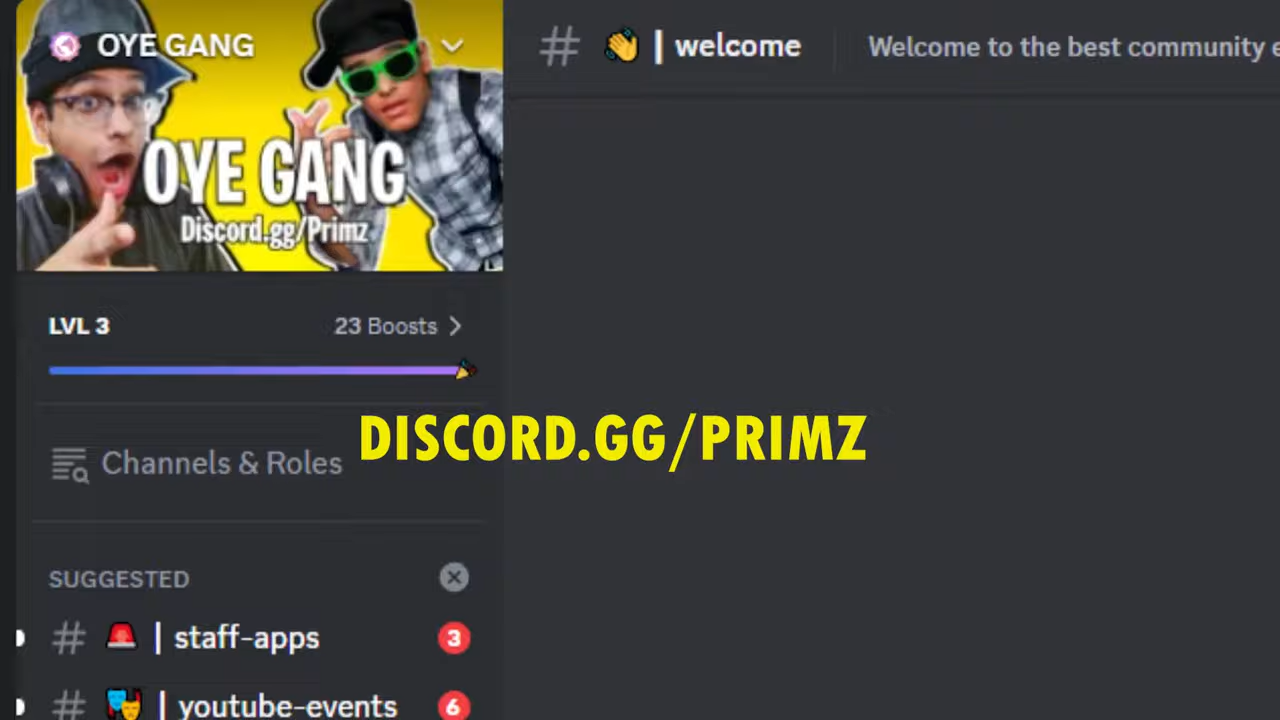 OYE GANG
# 👋 | welcome
Welcome to the best community e
OYE GANG
Discord.gg/Primz
LVL 3
23 Boosts
DISCORD.GG/PRIMZ
Channels & Roles
SUGGESTED
# 🚨 | staff-apps 3
# 🎭 | youtube-events 6